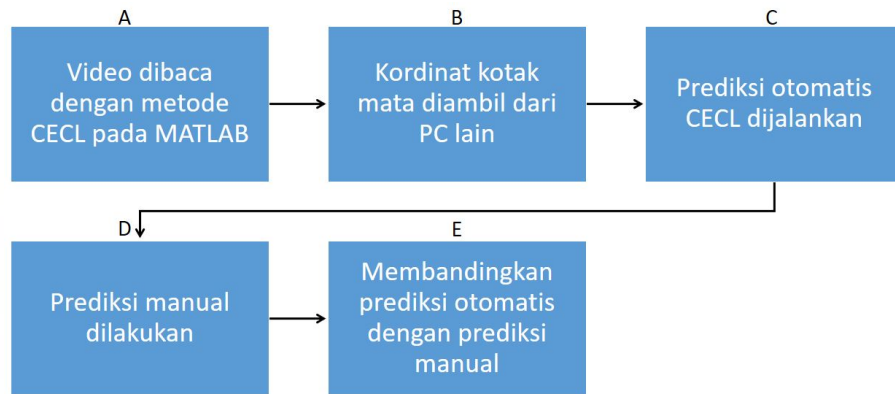 A
Video dibaca
dengan metode
CECL pada MATLAB
B
Kordinat kotak
mata diambil dari
PC lain
C
Prediksi otomatis
CECL dijalankan
D
Prediksi manual
dilakukan
E
Membandingkan
prediksi otomatis
dengan prediksi
manual